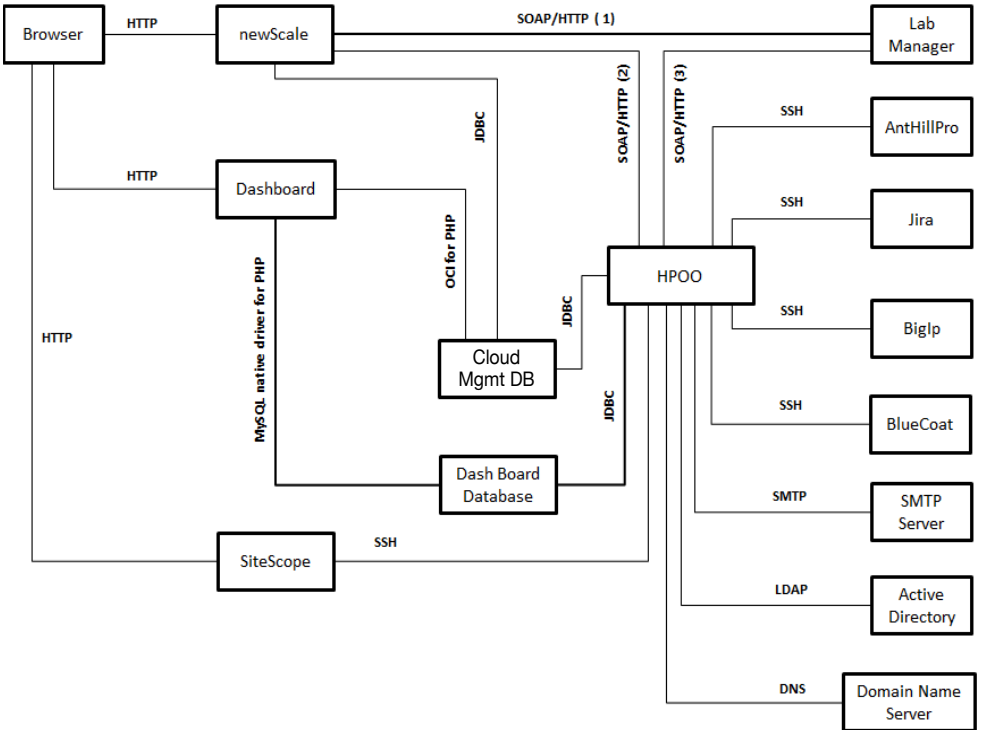 Browser
HTTP
newScale
SOAP/HTTP ( 1)
Lab
Manager
JDBC
SOAP/HTTP (2)
SOAP/HTTP (3)
SSH
AntHillPro
HTTP
Dashboard
OCI for PHP
SSH
Jira
HPOO
MySQL native driver for PHP
JDBC
SSH
BigIp
HTTP
Cloud
Mgmt DB
JDBC
SSH
BlueCoat
Dash Board
Database
SMTP
SMTP
Server
SSH
SiteScope
LDAP
Active
Directory
DNS
Domain Name
Server